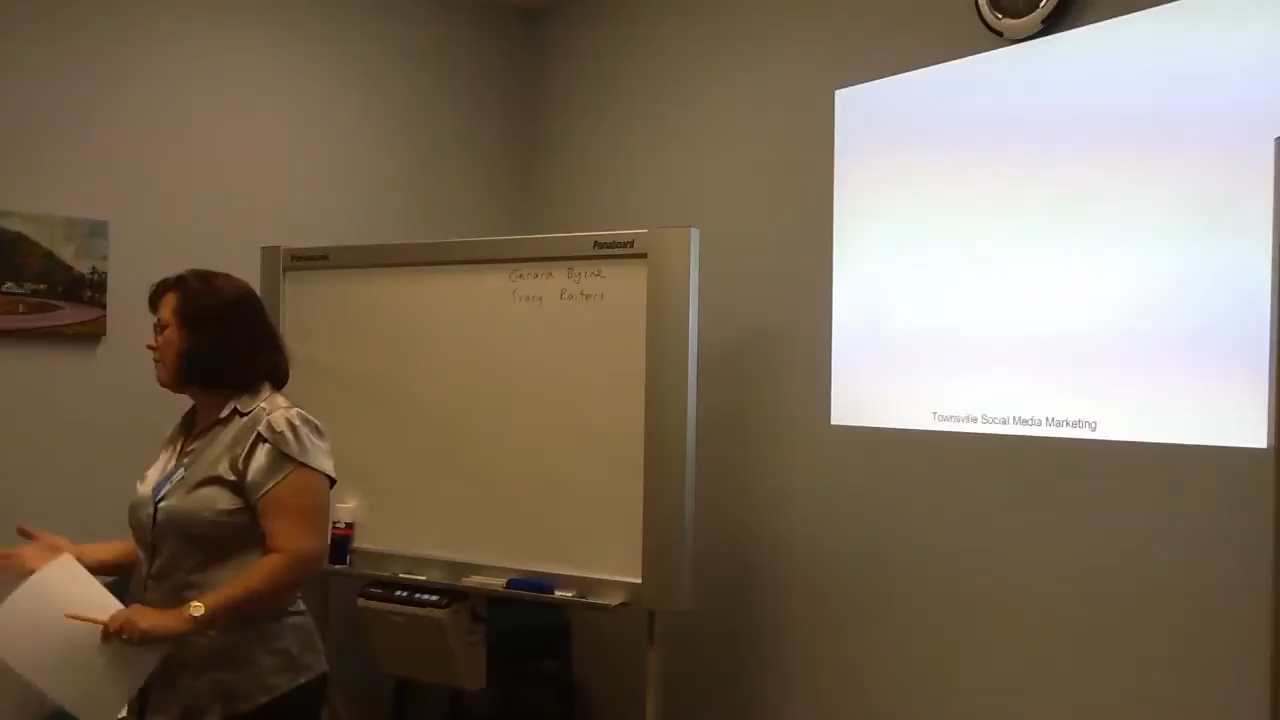 Panasonic
Panaboard
Gerard Byrne
Tracy Raiteri
Townsville Social Media Marketing